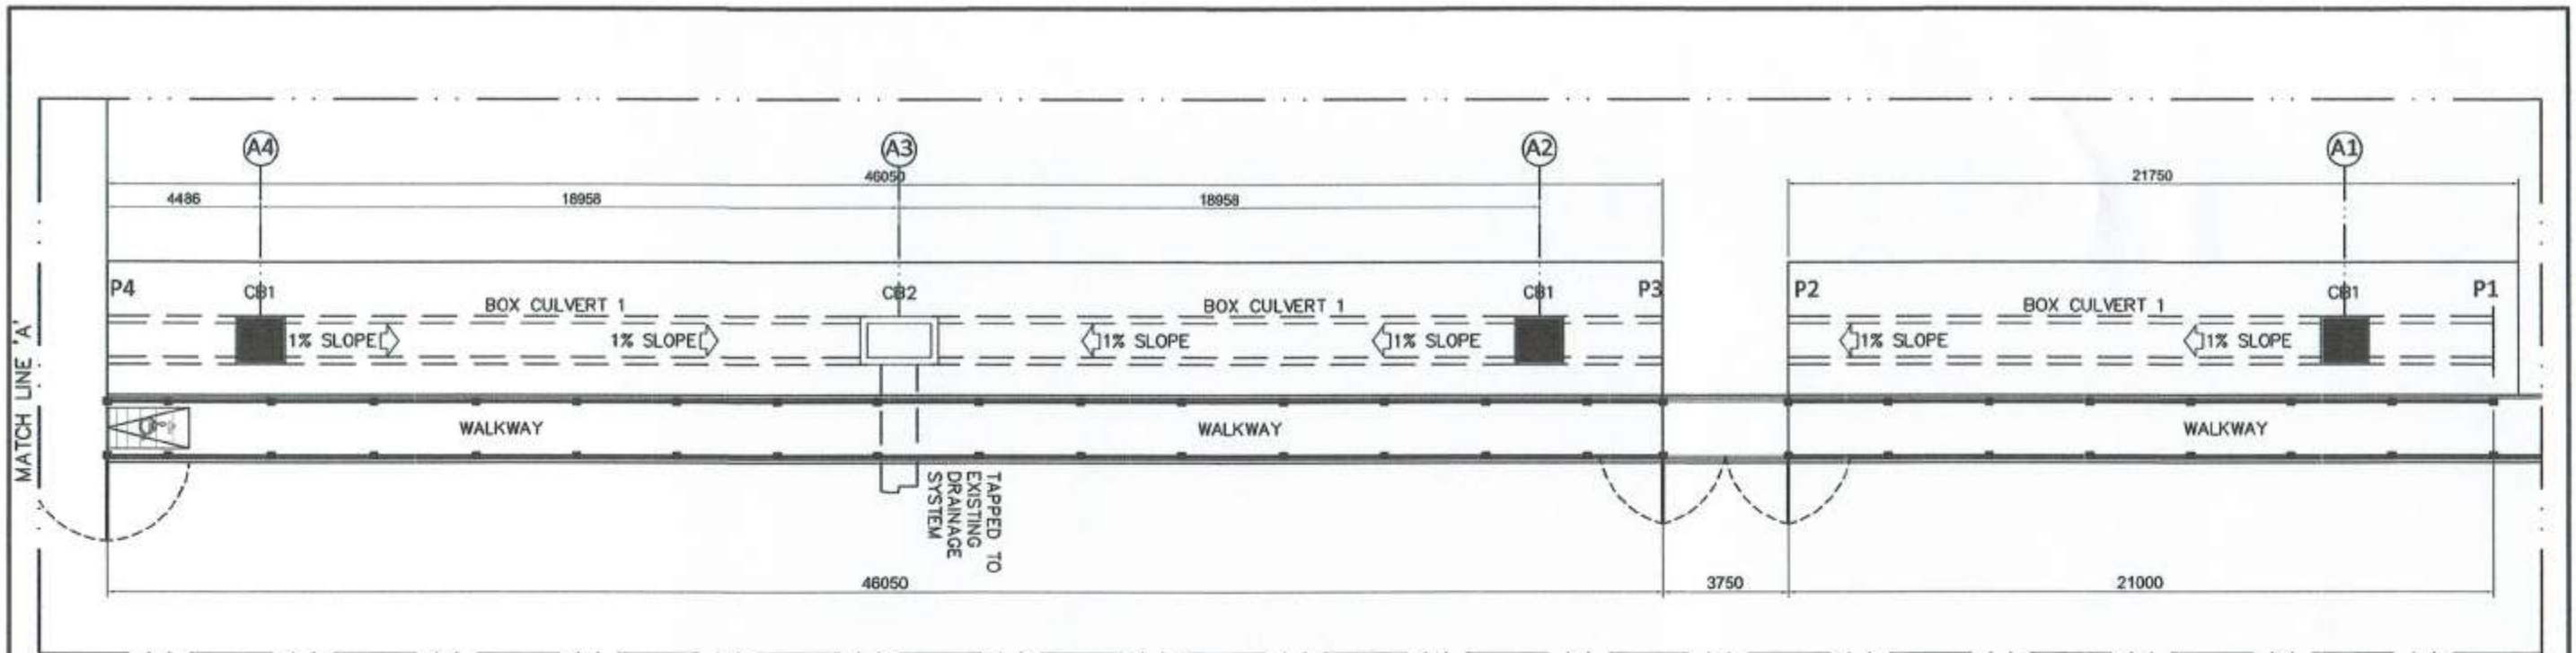 A4
A3
A2
A1
46050
21750
4486
18958
18958
P4
CB1
BOX CULVERT 1
CB2
BOX CULVERT 1
CB1
P3
P2
BOX CULVERT 1
CB1
P1
1% SLOPE
1% SLOPE
1% SLOPE
1% SLOPE
1% SLOPE
1% SLOPE
MATCH LINE 'A'
WALKWAY
WALKWAY
WALKWAY
TAPPED TO
EXISTING
DRAINAGE
SYSTEM
46050
3750
21000